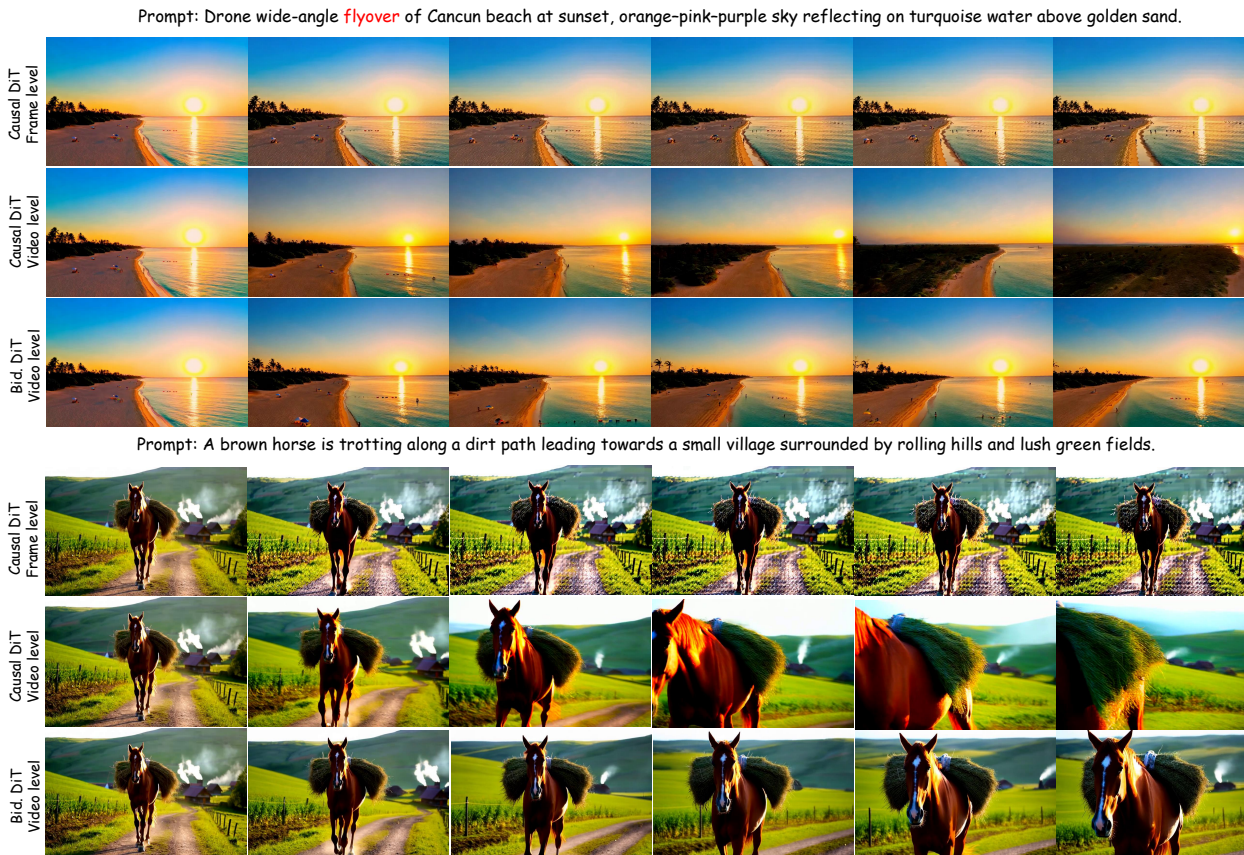 Prompt: Drone wide-angle flyover of Cancun beach at sunset, orange–pink–purple sky reflecting on turquoise water above golden sand.
Causal DiT
Frame level
Causal DiT
Video level
Bid. DiT
Video level
Prompt: A brown horse is trotting along a dirt path leading towards a small village surrounded by rolling hills and lush green fields.
Causal DiT
Frame level
Causal DiT
Video level
Bid. DiT
Video level